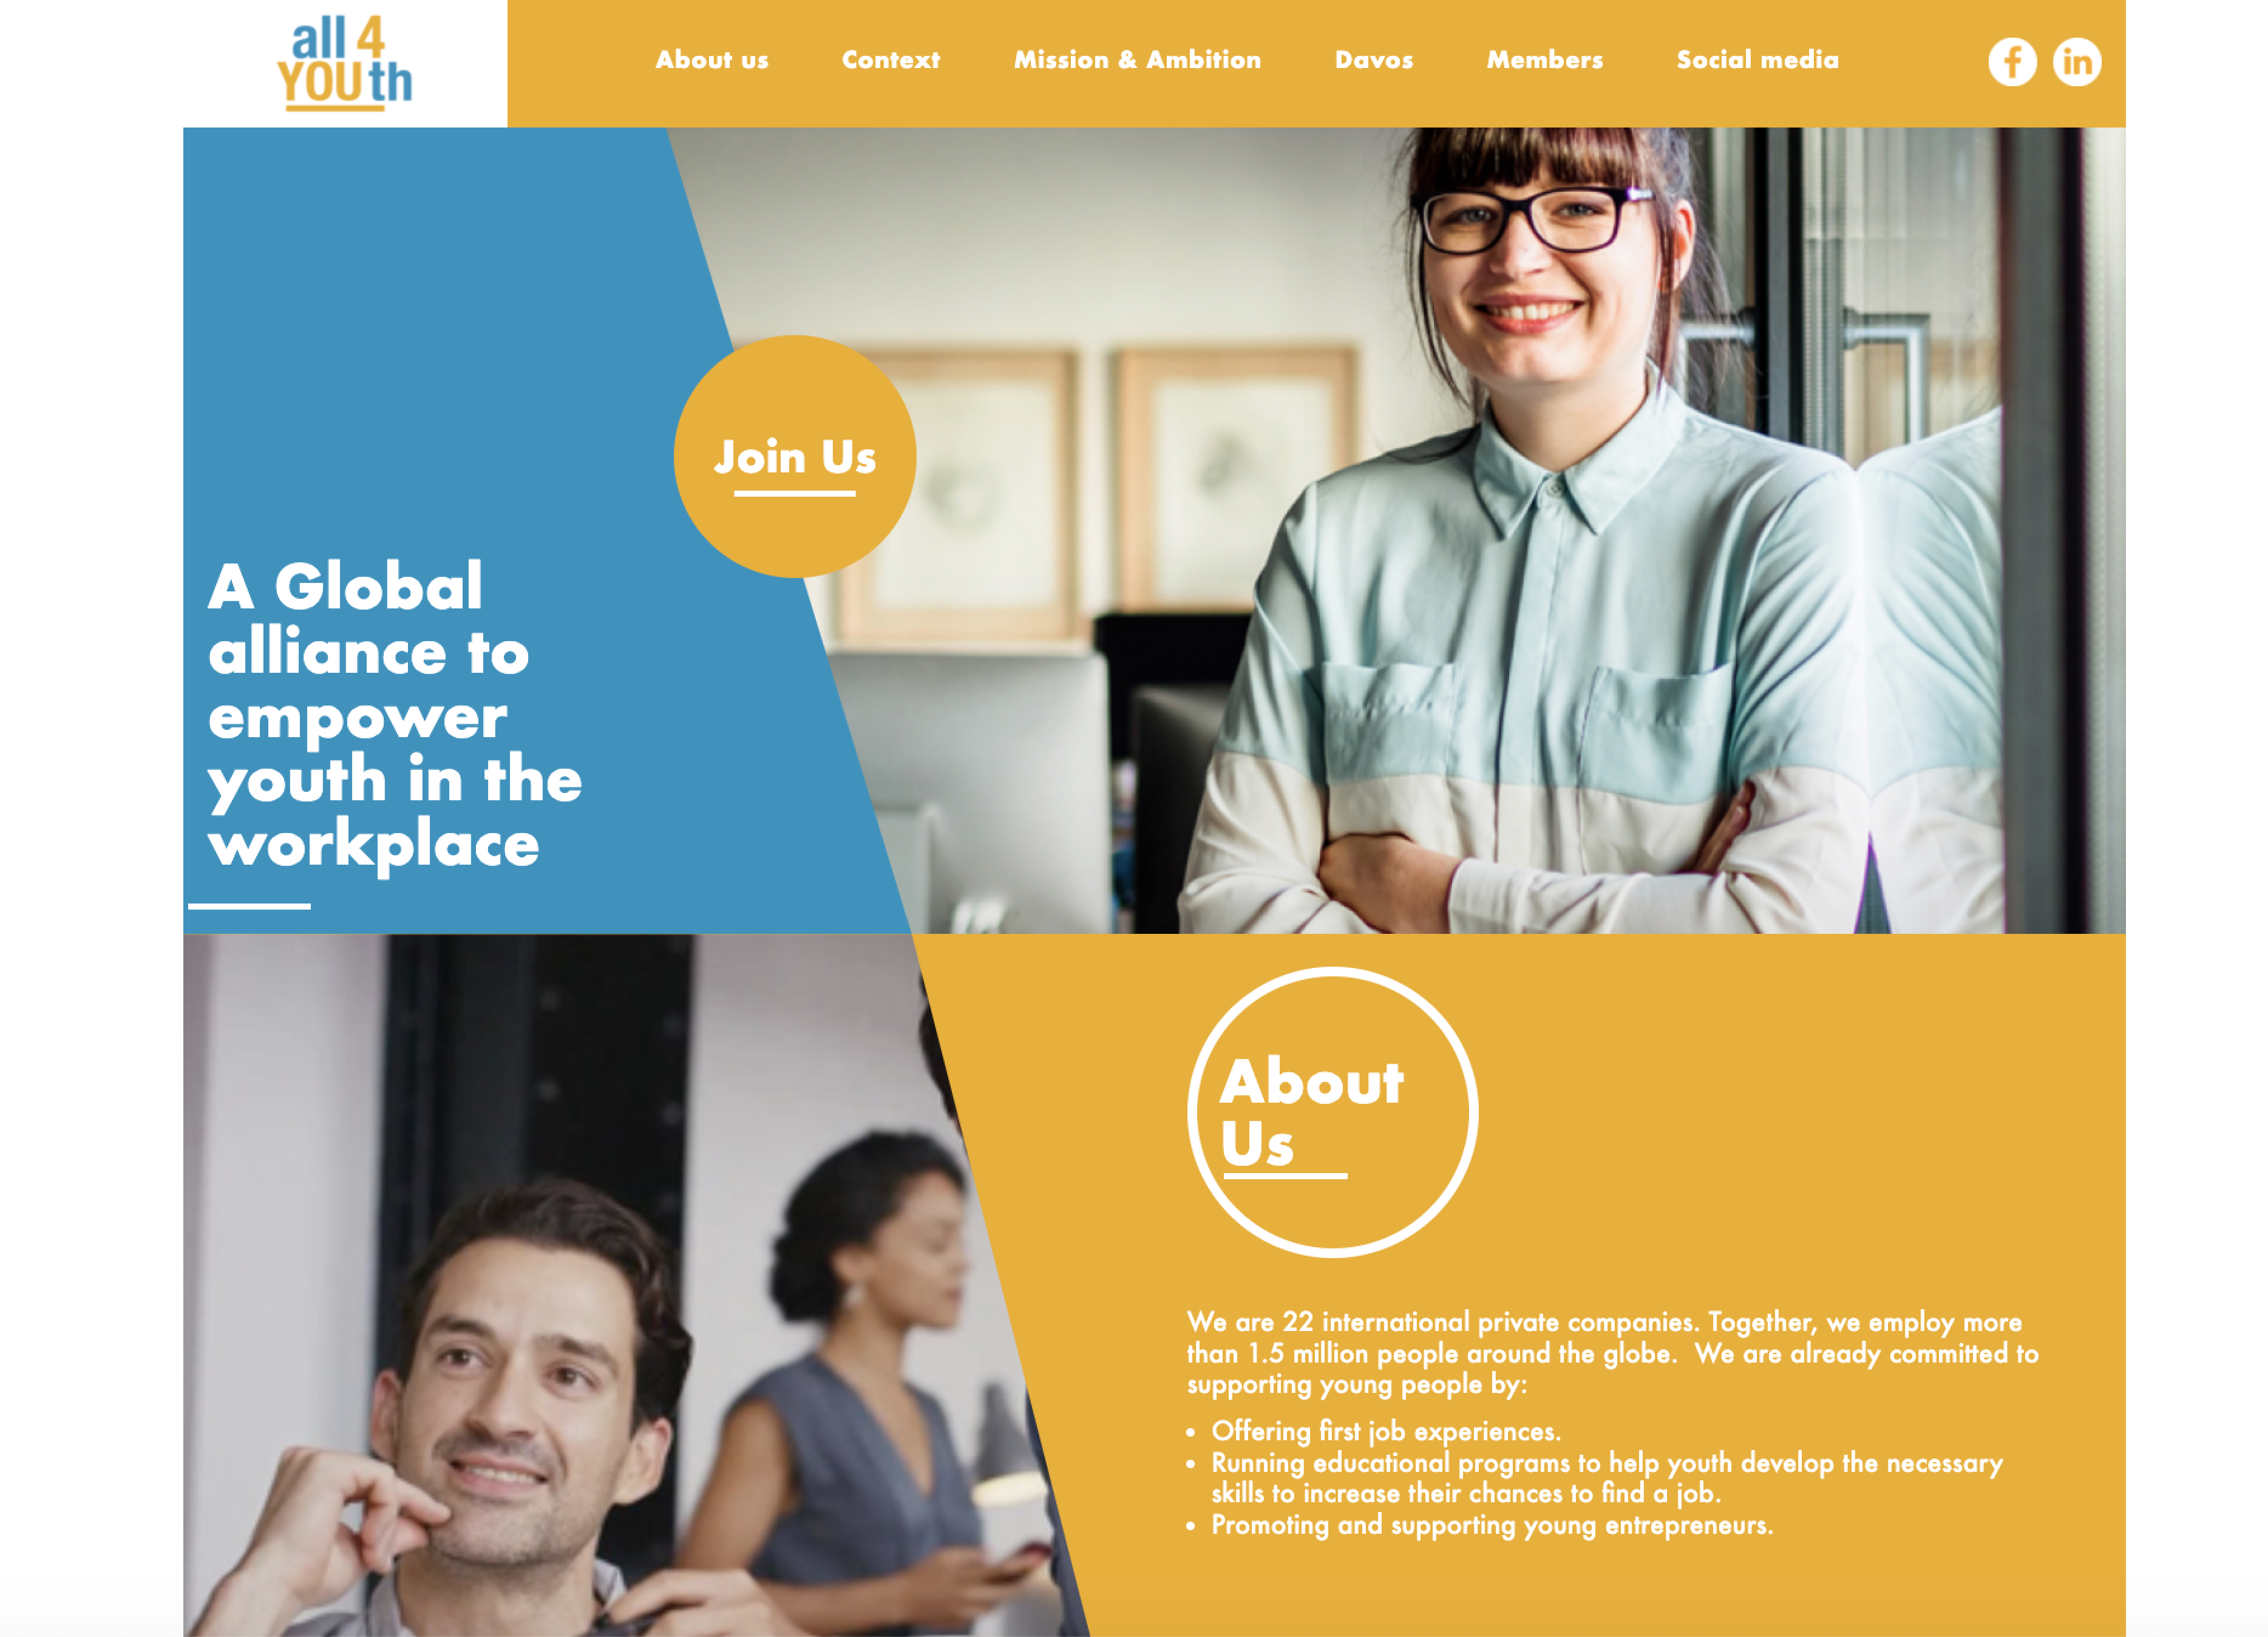 all 4
YOUth
About us Context Mission & Ambition Davos Members Social media
f in
Join Us
A Global
alliance to
empower
youth in the
workplace
About
Us
We are 22 international private companies. Together, we employ more
than 1.5 million people around the globe.  We are already committed to
supporting young people by:
• Offering first job experiences.
• Running educational programs to help youth develop the necessary
skills to increase their chances to find a job.
• Promoting and supporting young entrepreneurs.